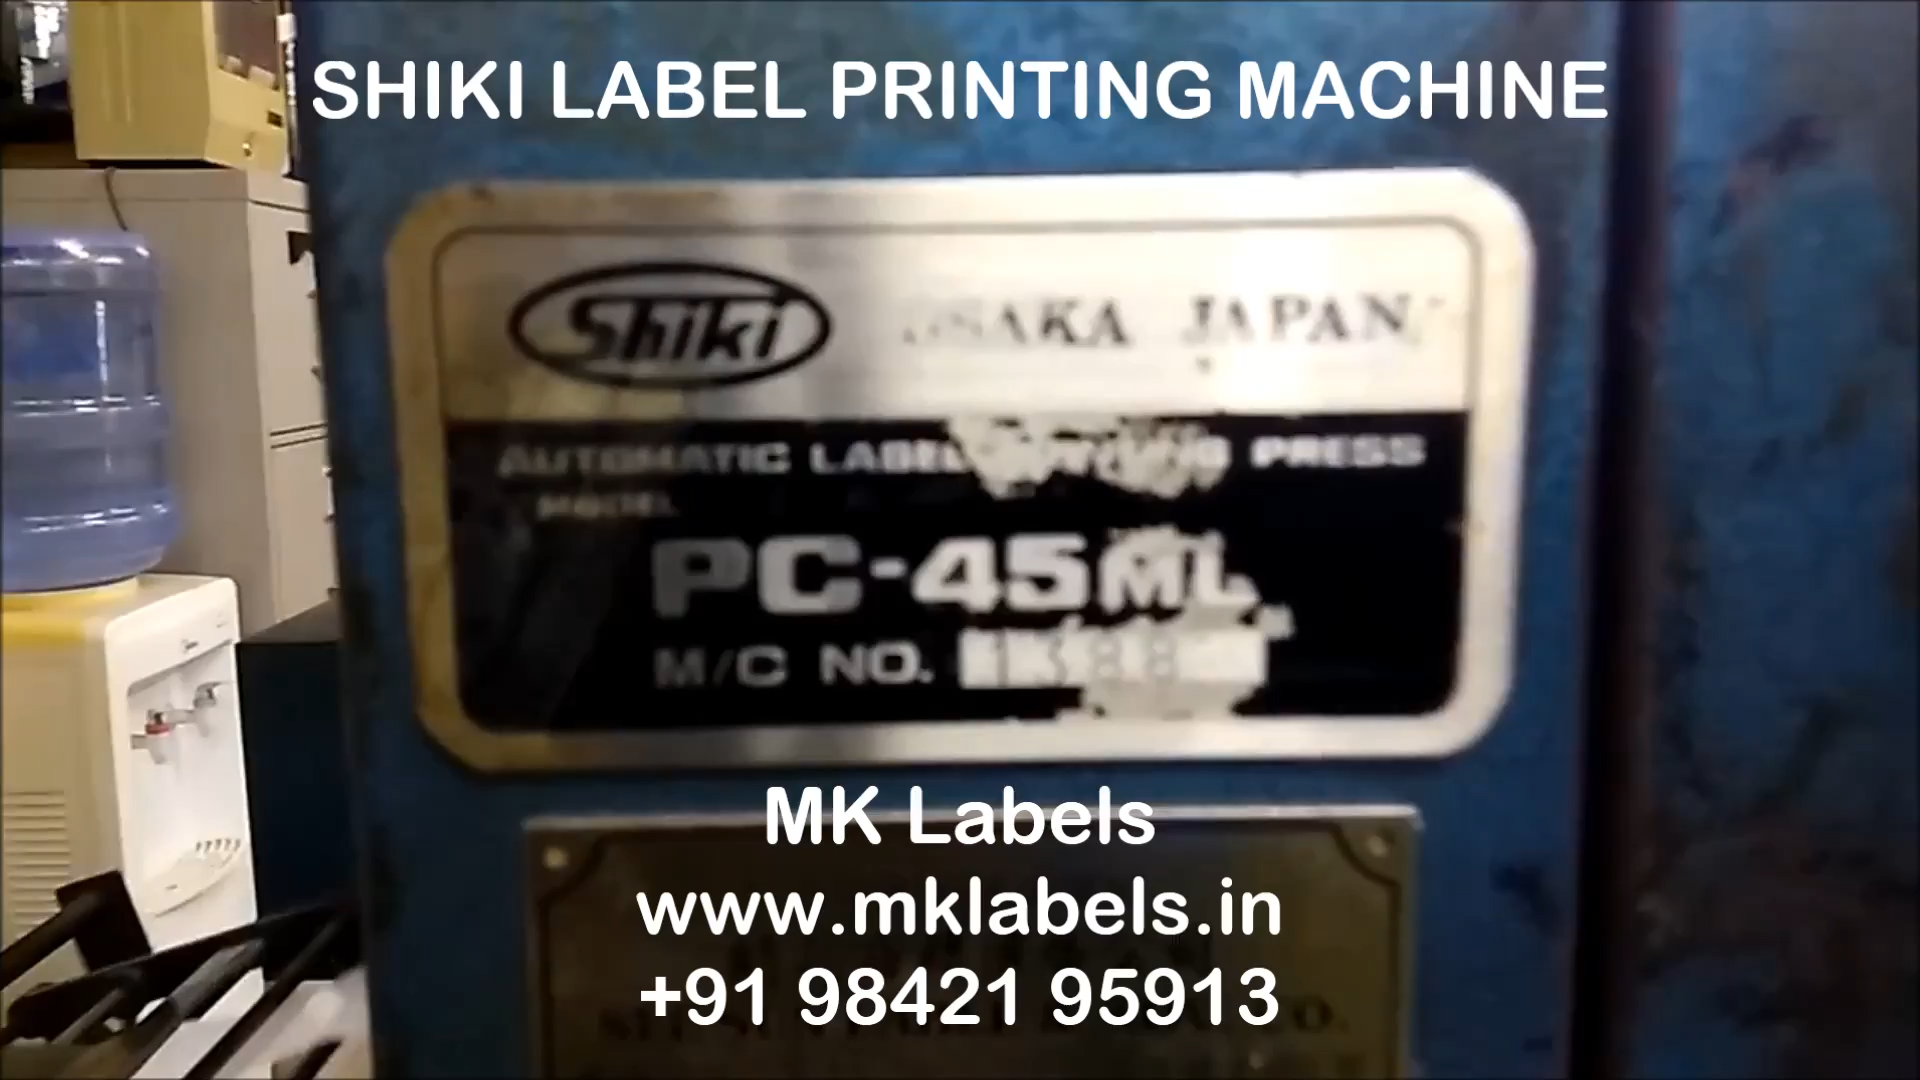 SHIKI LABEL PRINTING MACHINE
Shiki OSAKA JAPAN
AUTOMATIC LABEL PRESS
MODEL
PC-45ML
M/C NO.
MK Labels
www.mklabels.in
+91 98421 95913